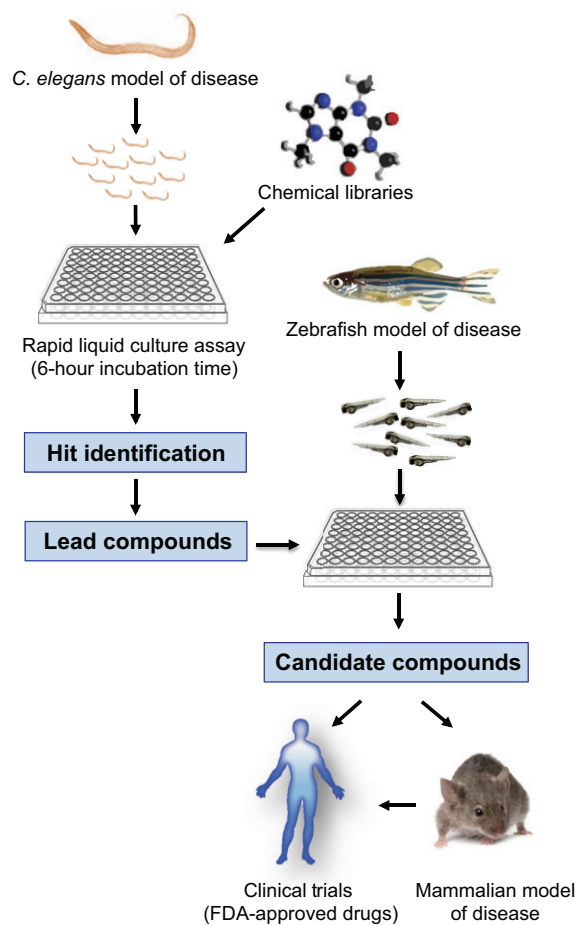 C. elegans model of disease
Chemical libraries
Rapid liquid culture assay
(6-hour incubation time)
Zebrafish model of disease
Hit identification
Lead compounds
Candidate compounds
Clinical trials
(FDA-approved drugs)
Mammalian model
of disease